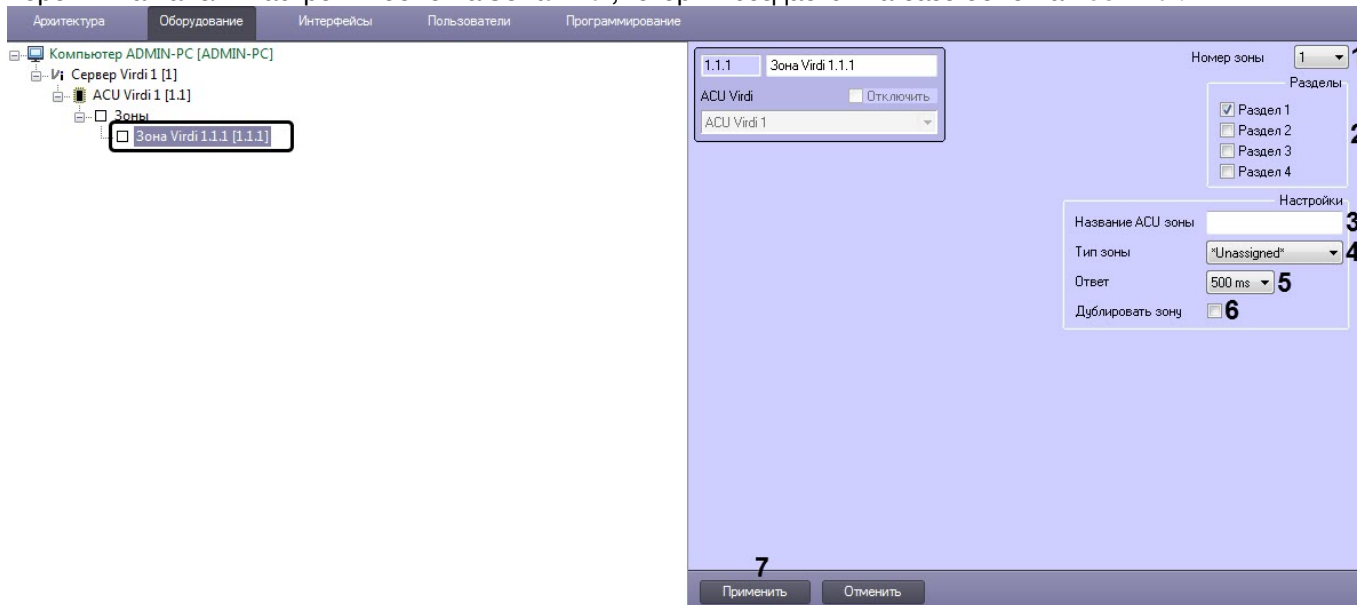 Архитектура Оборудование Интерфейсы Пользователи Программирование
Компьютер ADMIN-PC [ADMIN-PC]
Сервер Virdi 1 [1]
ACU Virdi 1 [1.1]
Зоны
Зона Virdi 1.1.1 [1.1.1]
1.1.1 Зона Virdi 1.1.1
ACU Virdi Отключить
ACU Virdi 1
Номер зоны 1 1
Разделы
Раздел 1
Раздел 2 2
Раздел 3
Раздел 4
Настройки
Название ACU зоны 3
Тип зоны *Unassigned* 4
Ответ 500 ms 5
Дублировать зону 6
7
Применить Отменить